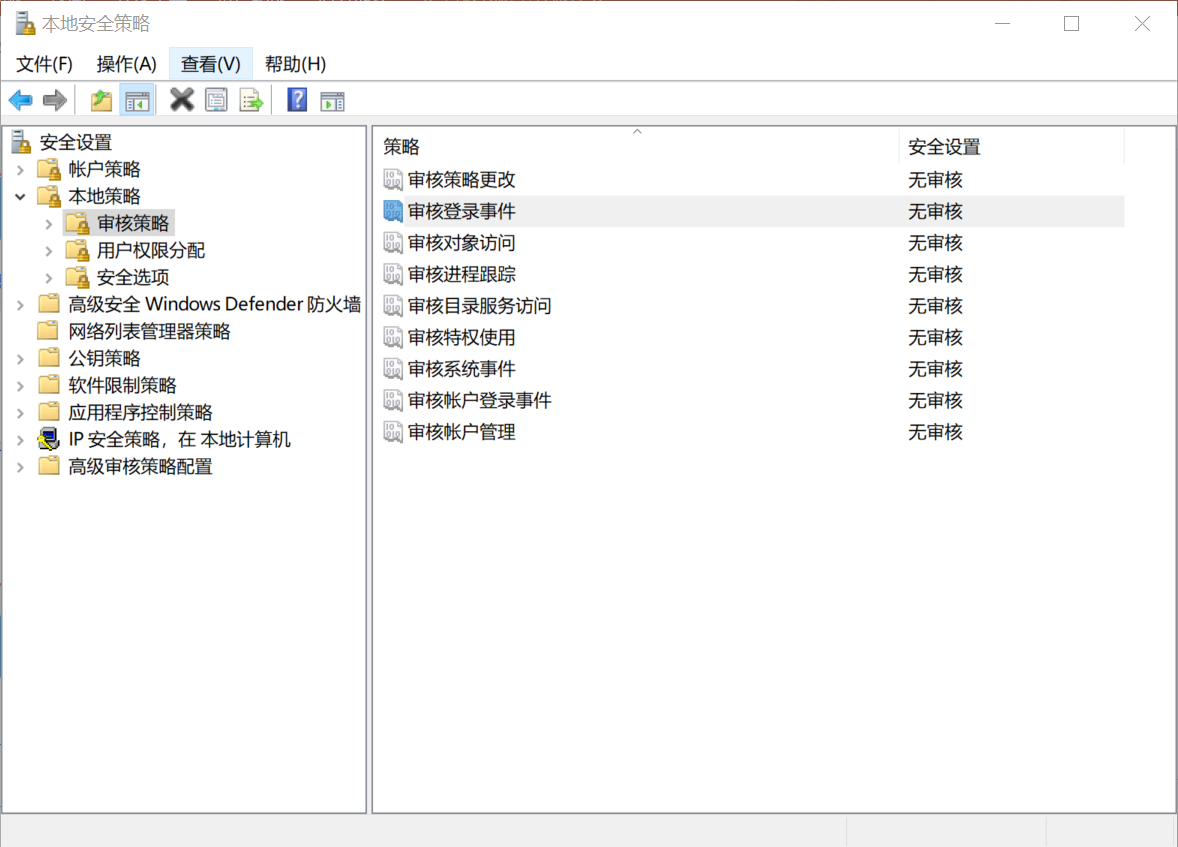 本地安全策略
文件(F) 操作(A) 查看(V) 帮助(H)
安全设置
帐户策略
本地策略
审核策略
用户权限分配
安全选项
高级安全 Windows Defender 防火墙
网络列表管理器策略
公钥策略
软件限制策略
应用程序控制策略
IP 安全策略，在 本地计算机
高级审核策略配置
策略 安全设置
审核策略更改 无审核
审核登录事件 无审核
审核对象访问 无审核
审核进程跟踪 无审核
审核目录服务访问 无审核
审核特权使用 无审核
审核系统事件 无审核
审核帐户登录事件 无审核
审核帐户管理 无审核